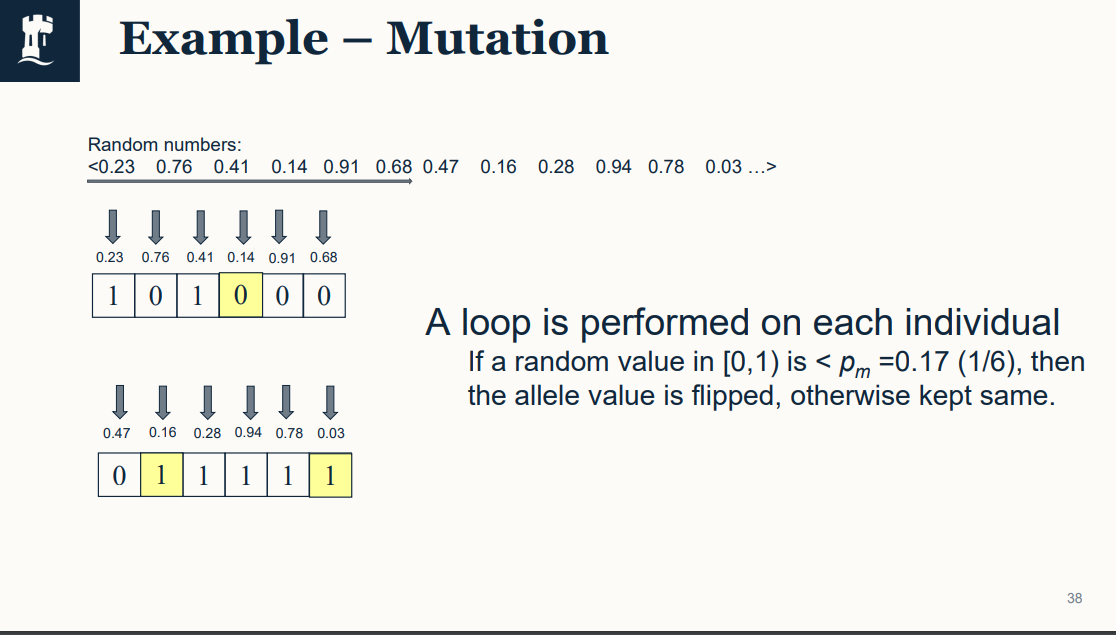 Example – Mutation
Random numbers:
<0.23 0.76 0.41 0.14 0.91 0.68 0.47 0.16 0.28 0.94 0.78 0.03 …>
0.23 0.76 0.41 0.14 0.91 0.68
1 0 1 0 0 0
A loop is performed on each individual
If a random value in [0,1) is < pm =0.17 (1/6), then
the allele value is flipped, otherwise kept same.
0.47 0.16 0.28 0.94 0.78 0.03
0 1 1 1 1 1
38